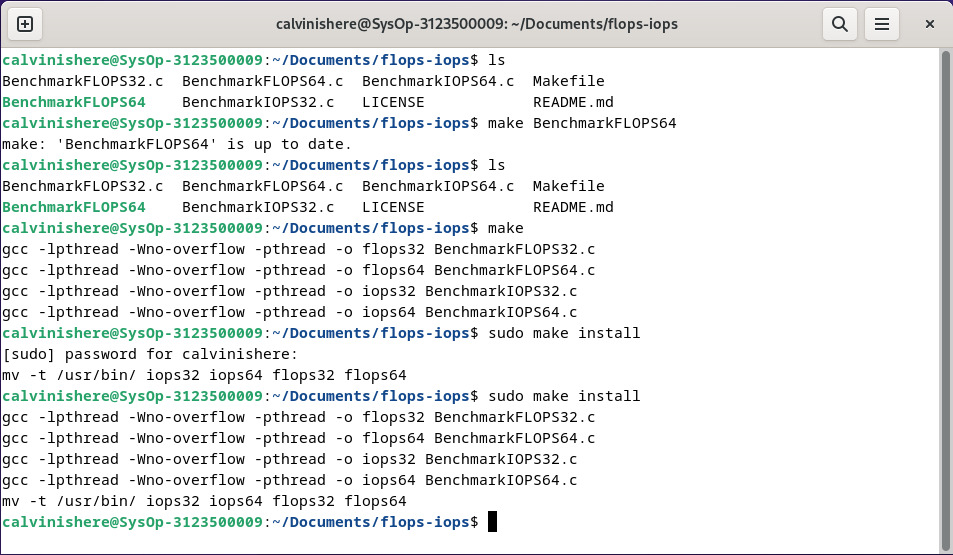 calvinishere@SysOp-3123500009: ~/Documents/flops-iops
calvinishere@SysOp-3123500009:~/Documents/flops-iops$ ls
BenchmarkFLOPS32.c  BenchmarkFLOPS64.c  BenchmarkIOPS64.c  Makefile
BenchmarkFLOPS64    BenchmarkIOPS32.c   LICENSE            README.md
calvinishere@SysOp-3123500009:~/Documents/flops-iops$ make BenchmarkFLOPS64
make: 'BenchmarkFLOPS64' is up to date.
calvinishere@SysOp-3123500009:~/Documents/flops-iops$ ls
BenchmarkFLOPS32.c  BenchmarkFLOPS64.c  BenchmarkIOPS64.c  Makefile
BenchmarkFLOPS64    BenchmarkIOPS32.c   LICENSE            README.md
calvinishere@SysOp-3123500009:~/Documents/flops-iops$ make
gcc -lpthread -Wno-overflow -pthread -o flops32 BenchmarkFLOPS32.c
gcc -lpthread -Wno-overflow -pthread -o flops64 BenchmarkFLOPS64.c
gcc -lpthread -Wno-overflow -pthread -o iops32 BenchmarkIOPS32.c
gcc -lpthread -Wno-overflow -pthread -o iops64 BenchmarkIOPS64.c
calvinishere@SysOp-3123500009:~/Documents/flops-iops$ sudo make install
[sudo] password for calvinishere:
mv -t /usr/bin/ iops32 iops64 flops32 flops64
calvinishere@SysOp-3123500009:~/Documents/flops-iops$ sudo make install
gcc -lpthread -Wno-overflow -pthread -o flops32 BenchmarkFLOPS32.c
gcc -lpthread -Wno-overflow -pthread -o flops64 BenchmarkFLOPS64.c
gcc -lpthread -Wno-overflow -pthread -o iops32 BenchmarkIOPS32.c
gcc -lpthread -Wno-overflow -pthread -o iops64 BenchmarkIOPS64.c
mv -t /usr/bin/ iops32 iops64 flops32 flops64
calvinishere@SysOp-3123500009:~/Documents/flops-iops$